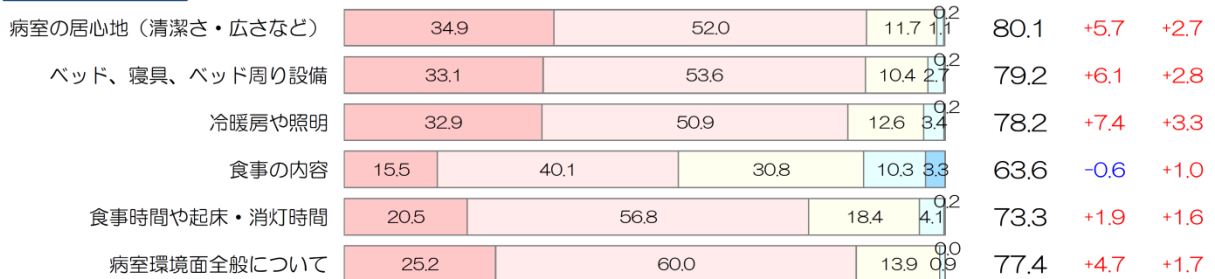 病室の居心地（清潔さ・広さなど） 34.9 52.0 11.7 1.1 0.2 80.1 +5.7 +2.7
ベッド、寝具、ベッド周り設備 33.1 53.6 10.4 2.7 0.2 79.2 +6.1 +2.8
冷暖房や照明 32.9 50.9 12.6 3.4 0.2 78.2 +7.4 +3.3
食事の内容 15.5 40.1 30.8 10.3 3.3 63.6 -0.6 +1.0
食事時間や起床・消灯時間 20.5 56.8 18.4 4.1 0.2 73.3 +1.9 +1.6
病室環境面全般について 25.2 60.0 13.9 0.9 0.0 77.4 +4.7 +1.7